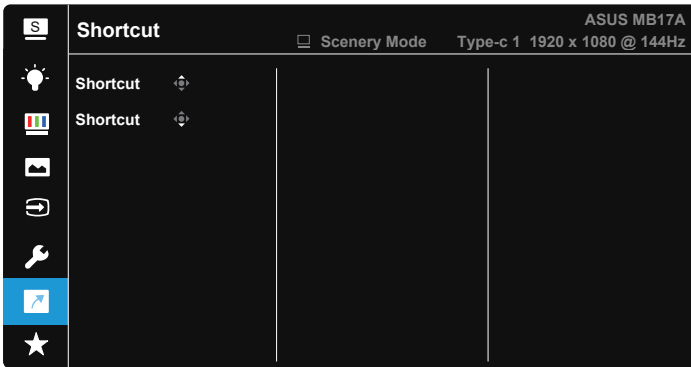 S
Shortcut
ASUS MB17A
Scenery Mode
Type-c 1 1920 x 1080 @ 144Hz
Shortcut
Shortcut